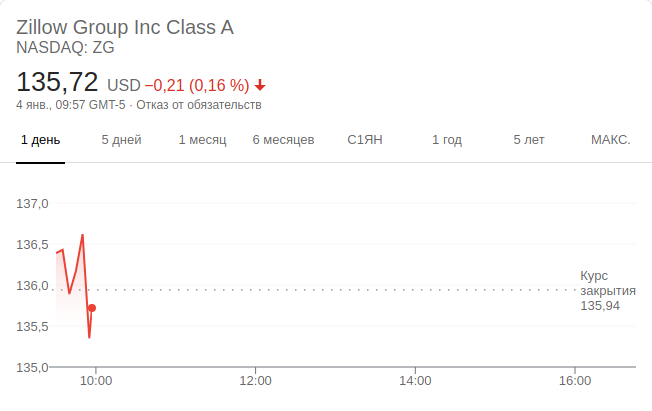 Zillow Group Inc Class A
NASDAQ: ZG
135,72 USD −0,21 (0,16 %)
4 янв., 09:57 GMT-5 · Отказ от обязательств
1 день 5 дней 1 месяц 6 месяцев С1ЯН 1 год 5 лет МАКС.
137,0
136,5
136,0
135,5
135,0
Курс
закрытия
135,94
10:00 12:00 14:00 16:00